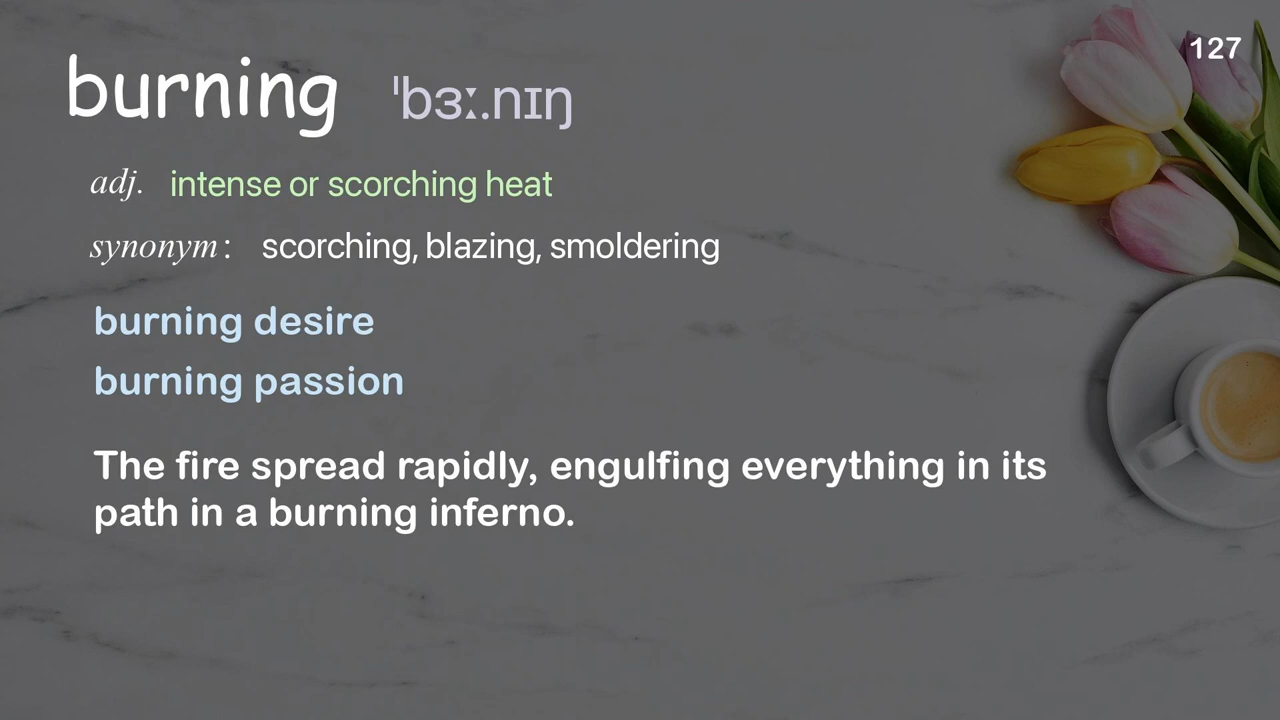 127
burning ˈbɜː.nɪŋ
adj. intense or scorching heat
synonym: scorching, blazing, smoldering
burning desire
burning passion
The fire spread rapidly, engulfing everything in its
path in a burning inferno.